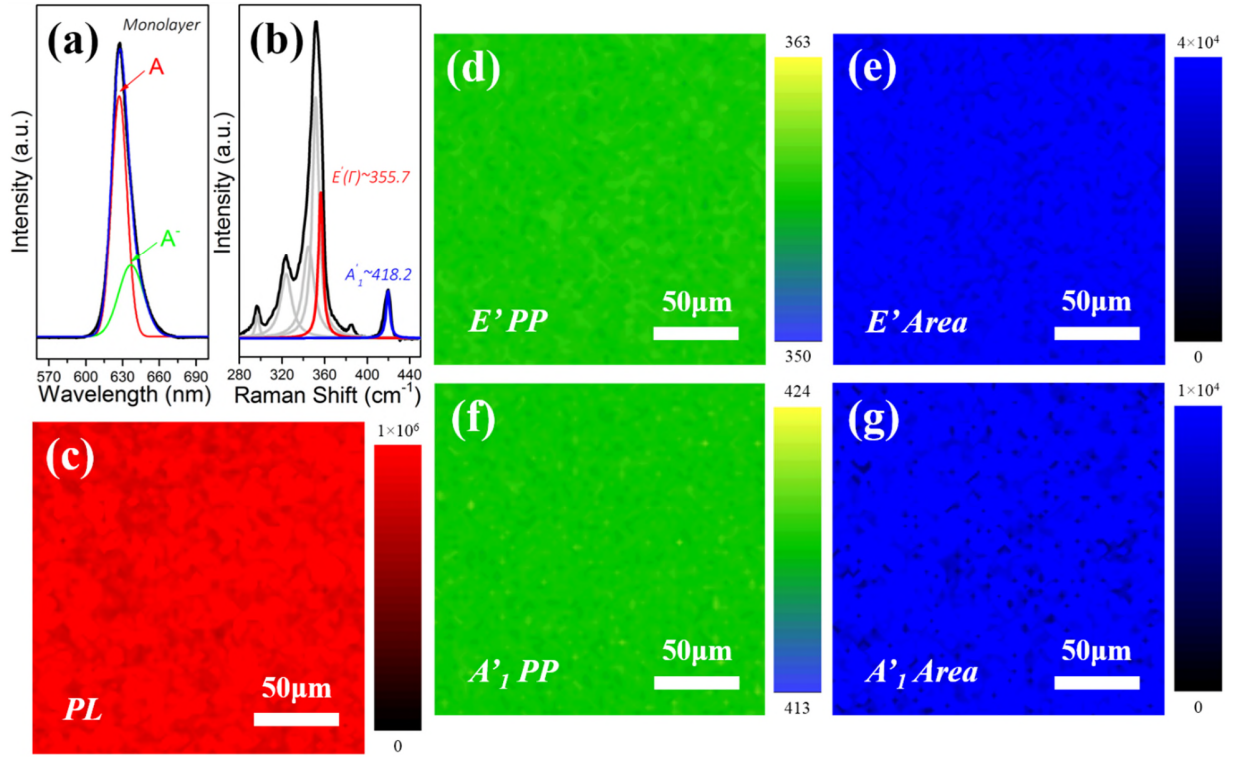 (a)
Monolayer
A
A-
Intensity (a.u.)
570 600 630 660 690
Wavelength (nm)
(b)
E'(Γ)~355.7
A'1~418.2
Intensity (a.u.)
280 320 360 400 440
Raman Shift (cm-1)
(c)
PL
50μm
1×10⁶
0
(d)
E' PP
50μm
363
350
(e)
E' Area
50μm
4×10⁴
0
(f)
A'1 PP
50μm
424
413
(g)
A'1 Area
50μm
1×10⁴
0